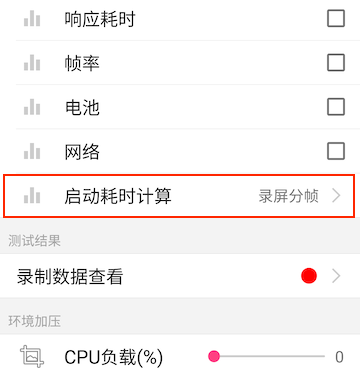 响应耗时
帧率
电池
网络
启动耗时计算 录屏分帧
测试结果
录制数据查看
环境加压
CPU负载(%) 0